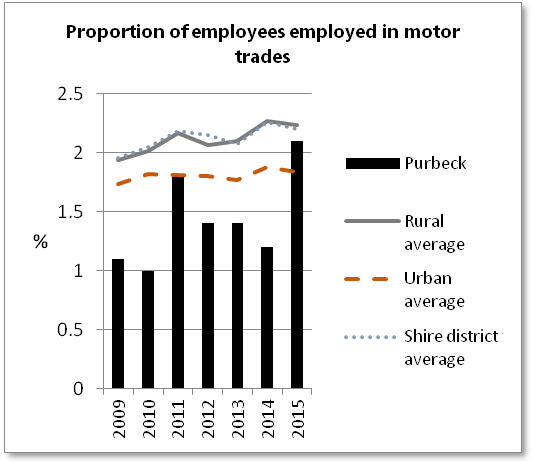 Proportion of employees employed in motor
trades
2.5
2
1.5
1
0.5
0
%
2009
2010
2011
2012
2013
2014
2015
Purbeck
Rural
average
Urban
average
Shire district
average